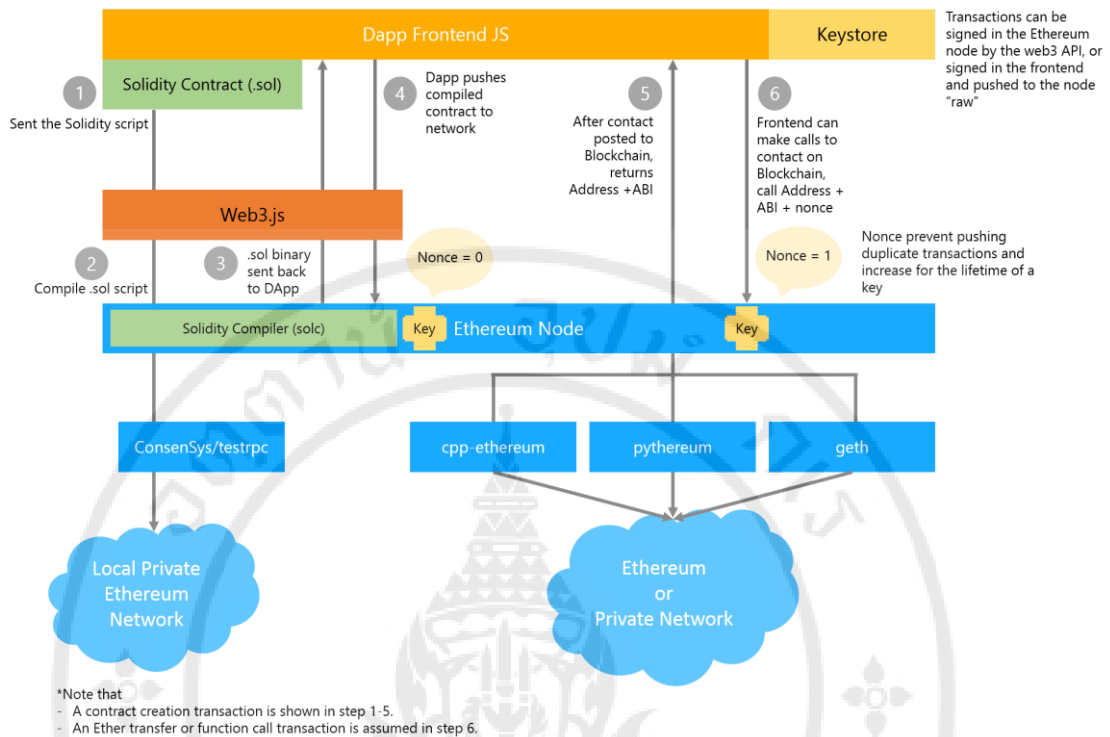 Dapp Frontend JS
Keystore
Transactions can be
signed in the Ethereum
node by the web3 API, or
signed in the frontend
and pushed to the node
“raw”
1
Solidity Contract (.sol)
Sent the Solidity script
4
Dapp pushes
compiled
contract to
network
5
After contact
posted to
Blockchain,
returns
Address +ABI
6
Frontend can
make calls to
contact on
Blockchain,
call Address +
ABI + nonce
Web3.js
2
Compile .sol script
3
.sol binary
sent back
to DApp
Nonce = 0
Nonce = 1
Nonce prevent pushing
duplicate transactions and
increase for the lifetime of a
key
Solidity Compiler (solc)
Key
Ethereum Node
Key
ConsenSys/testrpc
cpp-ethereum
pythereum
geth
Local Private
Ethereum
Network
Ethereum
or
Private Network
*Note that
- A contract creation transaction is shown in step 1-5.
- An Ether transfer or function call transaction is assumed in step 6.